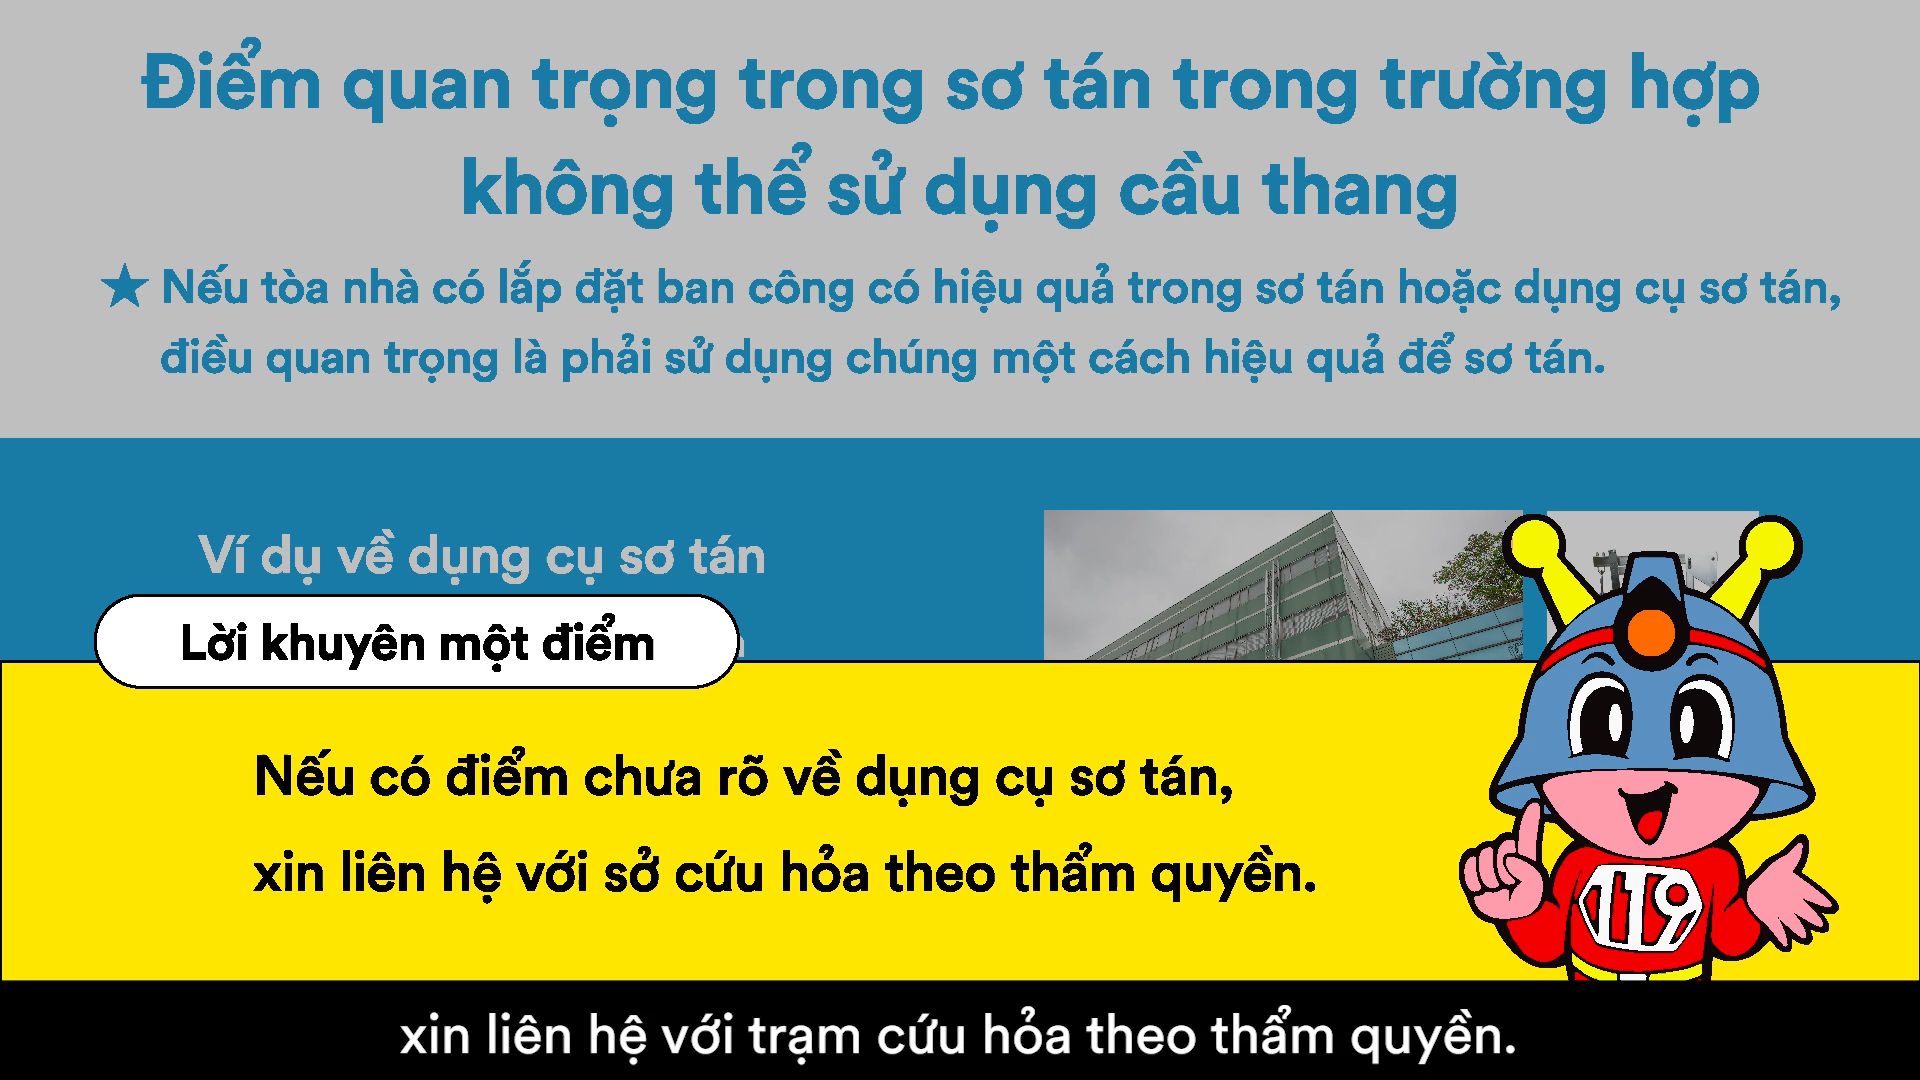 Điểm quan trọng trong sơ tán trong trường hợp
không thể sử dụng cầu thang
★ Nếu tòa nhà có lắp đặt ban công có hiệu quả trong sơ tán hoặc dụng cụ sơ tán,
điều quan trọng là phải sử dụng chúng một cách hiệu quả để sơ tán.
Ví dụ về dụng cụ sơ tán
Lời khuyên một điểm
Nếu có điểm chưa rõ về dụng cụ sơ tán,
xin liên hệ với sở cứu hỏa theo thẩm quyền.
119
xin liên hệ với trạm cứu hỏa theo thẩm quyền.